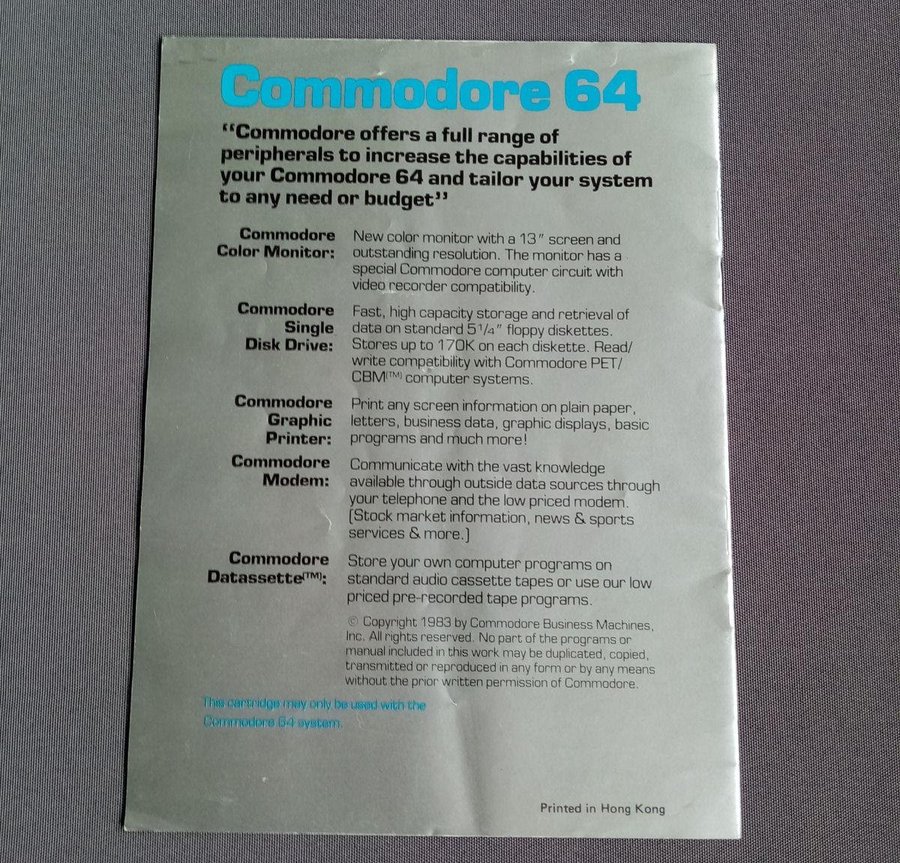 Commodore 64
“Commodore offers a full range of
peripherals to increase the capabilities of
your Commodore 64 and tailor your system
to any need or budget”
Commodore
Color Monitor:
New color monitor with a 13" screen and
outstanding resolution. The monitor has a
special Commodore computer circuit with
video recorder compatibility.
Commodore
Single
Disk Drive:
Fast, high capacity storage and retrieval of
data on standard 5 1/4" floppy diskettes.
Stores up to 170K on each diskette. Read/
write compatibility with Commodore PET/
CBM(TM) computer systems.
Commodore
Graphic
Printer:
Print any screen information on plain paper,
letters, business data, graphic displays, basic
programs and much more!
Commodore
Modem:
Communicate with the vast knowledge
available through outside data sources through
your telephone and the low priced modem.
[Stock market information, news & sports
services & more.]
Commodore
Datassette(TM):
Store your own computer programs on
standard audio cassette tapes or use our low
priced pre-recorded tape programs.
© Copyright 1983 by Commodore Business Machines,
Inc. All rights reserved. No part of the programs or
manual included in this work may be duplicated, copied,
transmitted or reproduced in any form or by any means
without the prior written permission of Commodore.
This cartridge may only be used with the
Commodore 64 system.
Printed in Hong Kong